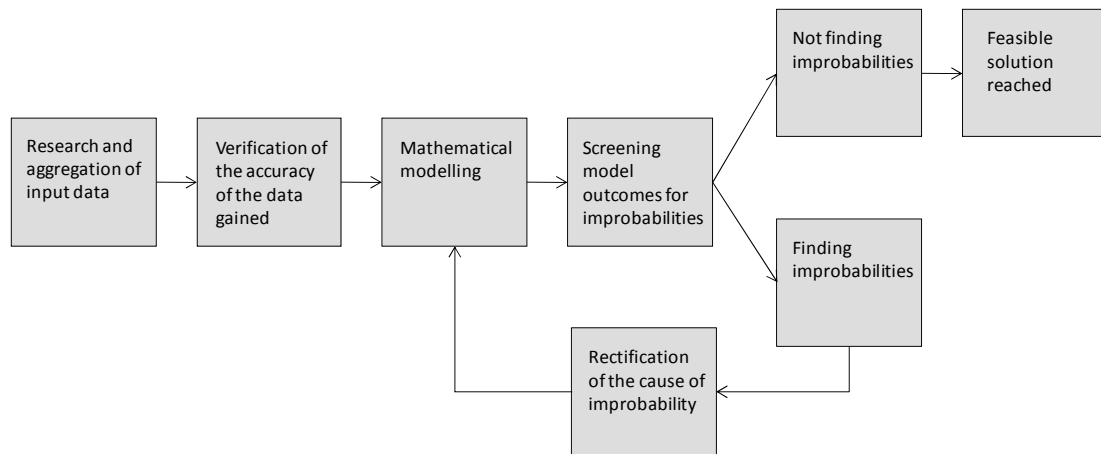 Research and
aggregation of
input data
Verification of
the accuracy
of the data
gained
Mathematical
modelling
Screening
model
outcomes for
improbabilities
Not finding
improbabilities
Feasible
solution
reached
Finding
improbabilities
Rectification
of the cause of
improbability